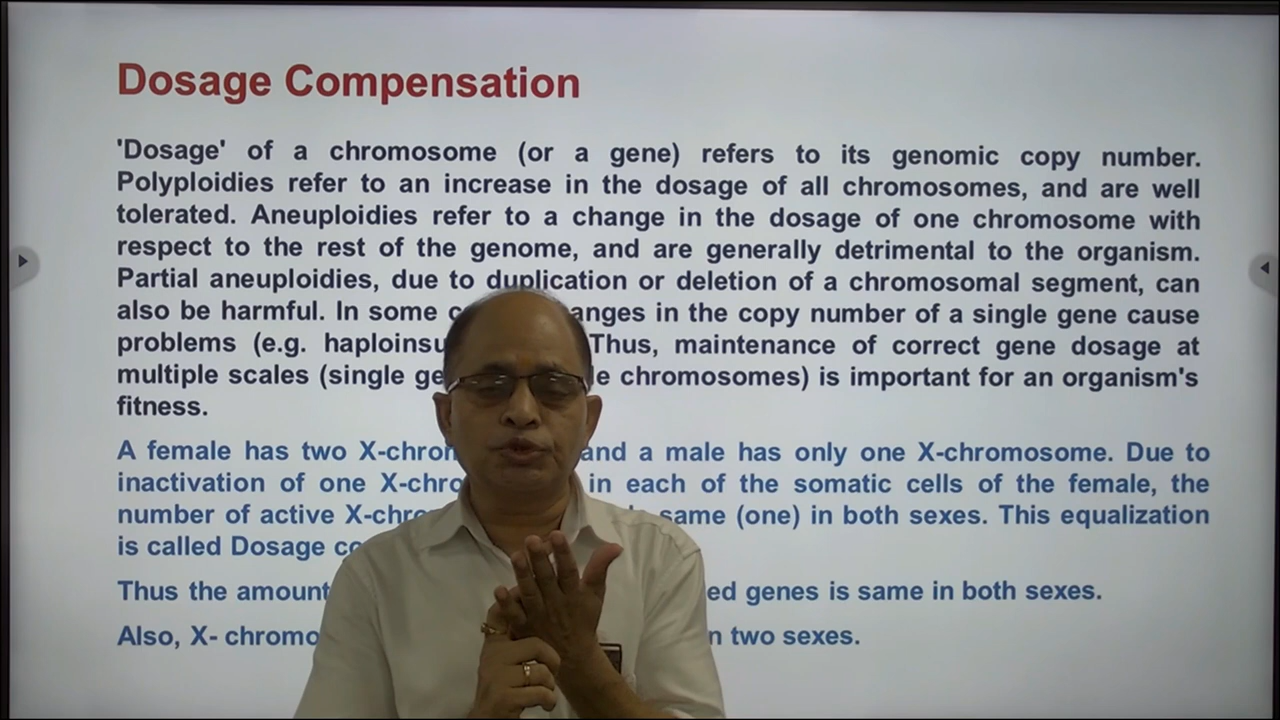 Dosage Compensation
'Dosage' of a chromosome (or a gene) refers to its genomic copy number.
Polyploidies refer to an increase in the dosage of all chromosomes, and are well
tolerated. Aneuploidies refer to a change in the dosage of one chromosome with
respect to the rest of the genome, and are generally detrimental to the organism.
Partial aneuploidies, due to duplication or deletion of a chromosomal segment, can
also be harmful. In some anges in the copy number of a single gene cause
problems (e.g. haploinsu Thus, maintenance of correct gene dosage at
multiple scales (single ge e chromosomes) is important for an organism's
fitness.
A female has two X-chrom and a male has only one X-chromosome. Due to
inactivation of one X-chro in each of the somatic cells of the female, the
number of active X-chro same (one) in both sexes. This equalization
is called Dosage co
Thus the amount ed genes is same in both sexes.
Also, X- chromo n two sexes.